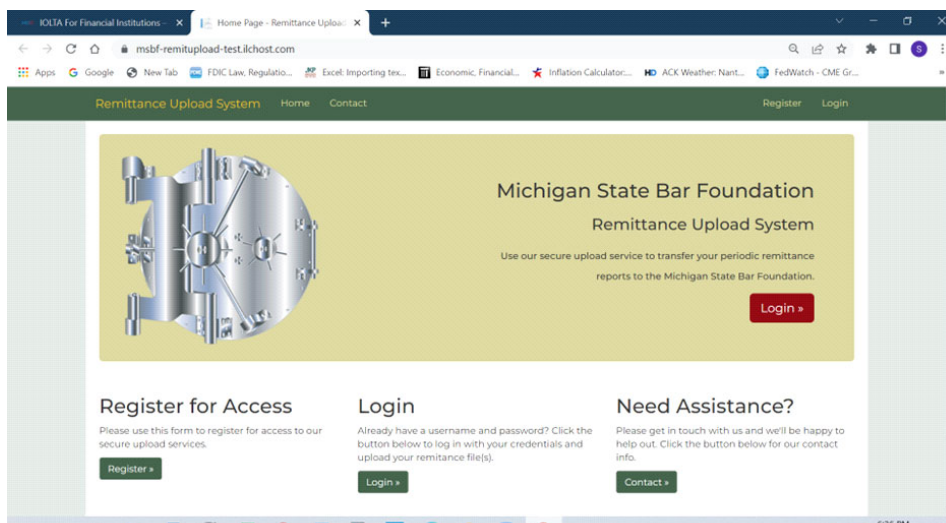 IOLTA For Financial Institutions -
Home Page - Remittance Upload
msbf-remitupload-test.ilchost.com
S
Apps Google New Tab FDIC Law, Regulatio... Excel: Importing tex... Economic, Financial... Inflation Calculator:... HD ACK Weather: Nant... FedWatch - CME Gr...
Remittance Upload System Home Contact Register Login
Michigan State Bar Foundation
Remittance Upload System
Use our secure upload service to transfer your periodic remittance
reports to the Michigan State Bar Foundation.
Login »
Register for Access
Please use this form to register for access to our
secure upload services.
Register »
Login
Already have a username and password? Click the
button below to log in with your credentials and
upload your remitance file(s).
Login »
Need Assistance?
Please get in touch with us and we'll be happy to
help out. Click the button below for our contact
info.
Contact »